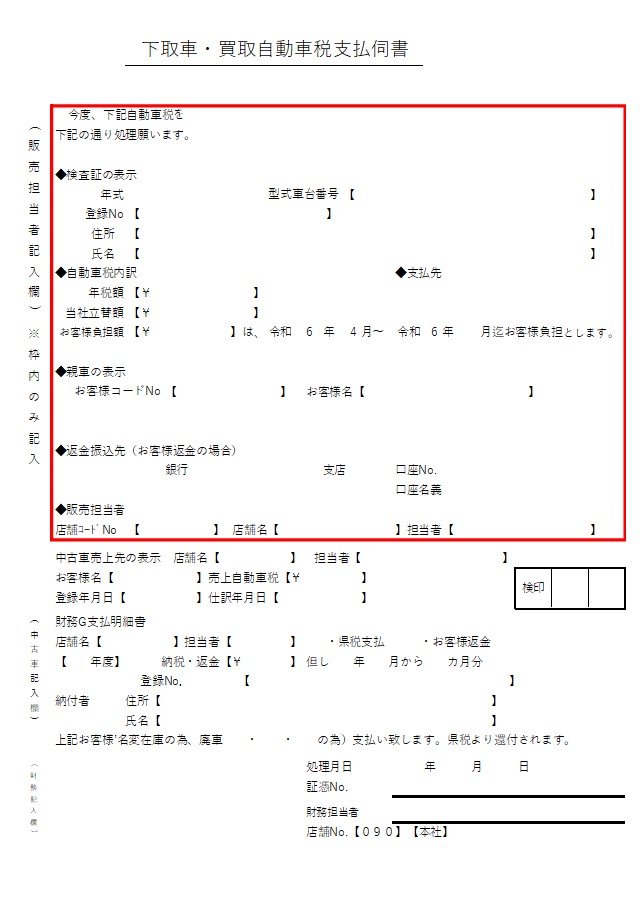 下取車・買取自動車税支払伺書
（販売担当者記入欄）※枠内のみ記入
今度、下記自動車税を
下記の通り処理願います。
◆検査証の表示
年式　型式車台番号 【　】
登録No 【　】
住所 【　】
氏名 【　】
◆自動車税内訳　◆支払先
年税額 【￥　】
当社立替額 【￥　】
お客様負担額 【￥　】は、 令和　6　年　4 月～　令和　6 年　月迄お客様負担とします。
◆親車の表示
お客様コードNo 【　】　お客様名【　】
◆返金振込先（お客様返金の場合）
銀行　支店　口座No.
口座名義
◆販売担当者
店舗ｺｰﾄﾞNo 【　】 店舗名【　】担当者【　】
中古車売上先の表示　店舗名【　】　担当者【　】
お客様名【　】売上自動車税【￥　】
登録年月日【　】仕訳年月日【　】
検印
（中古車記入欄）
財務G支払明細書
店舗名【　】担当者【　】　・県税支払　・お客様返金
【　年度】　納税・返金【￥　】 但し　年　月から　カ月分
登録No.　【　】
納付者　住所【　】
氏名【　】
上記お客様’名変在庫の為、廃車　・　・　の為）支払い致します。県税より還付されます。
（財務記入欄）
処理月日　年　月　日
証憑No.
財務担当者
店舗No.【０９０】【本社】